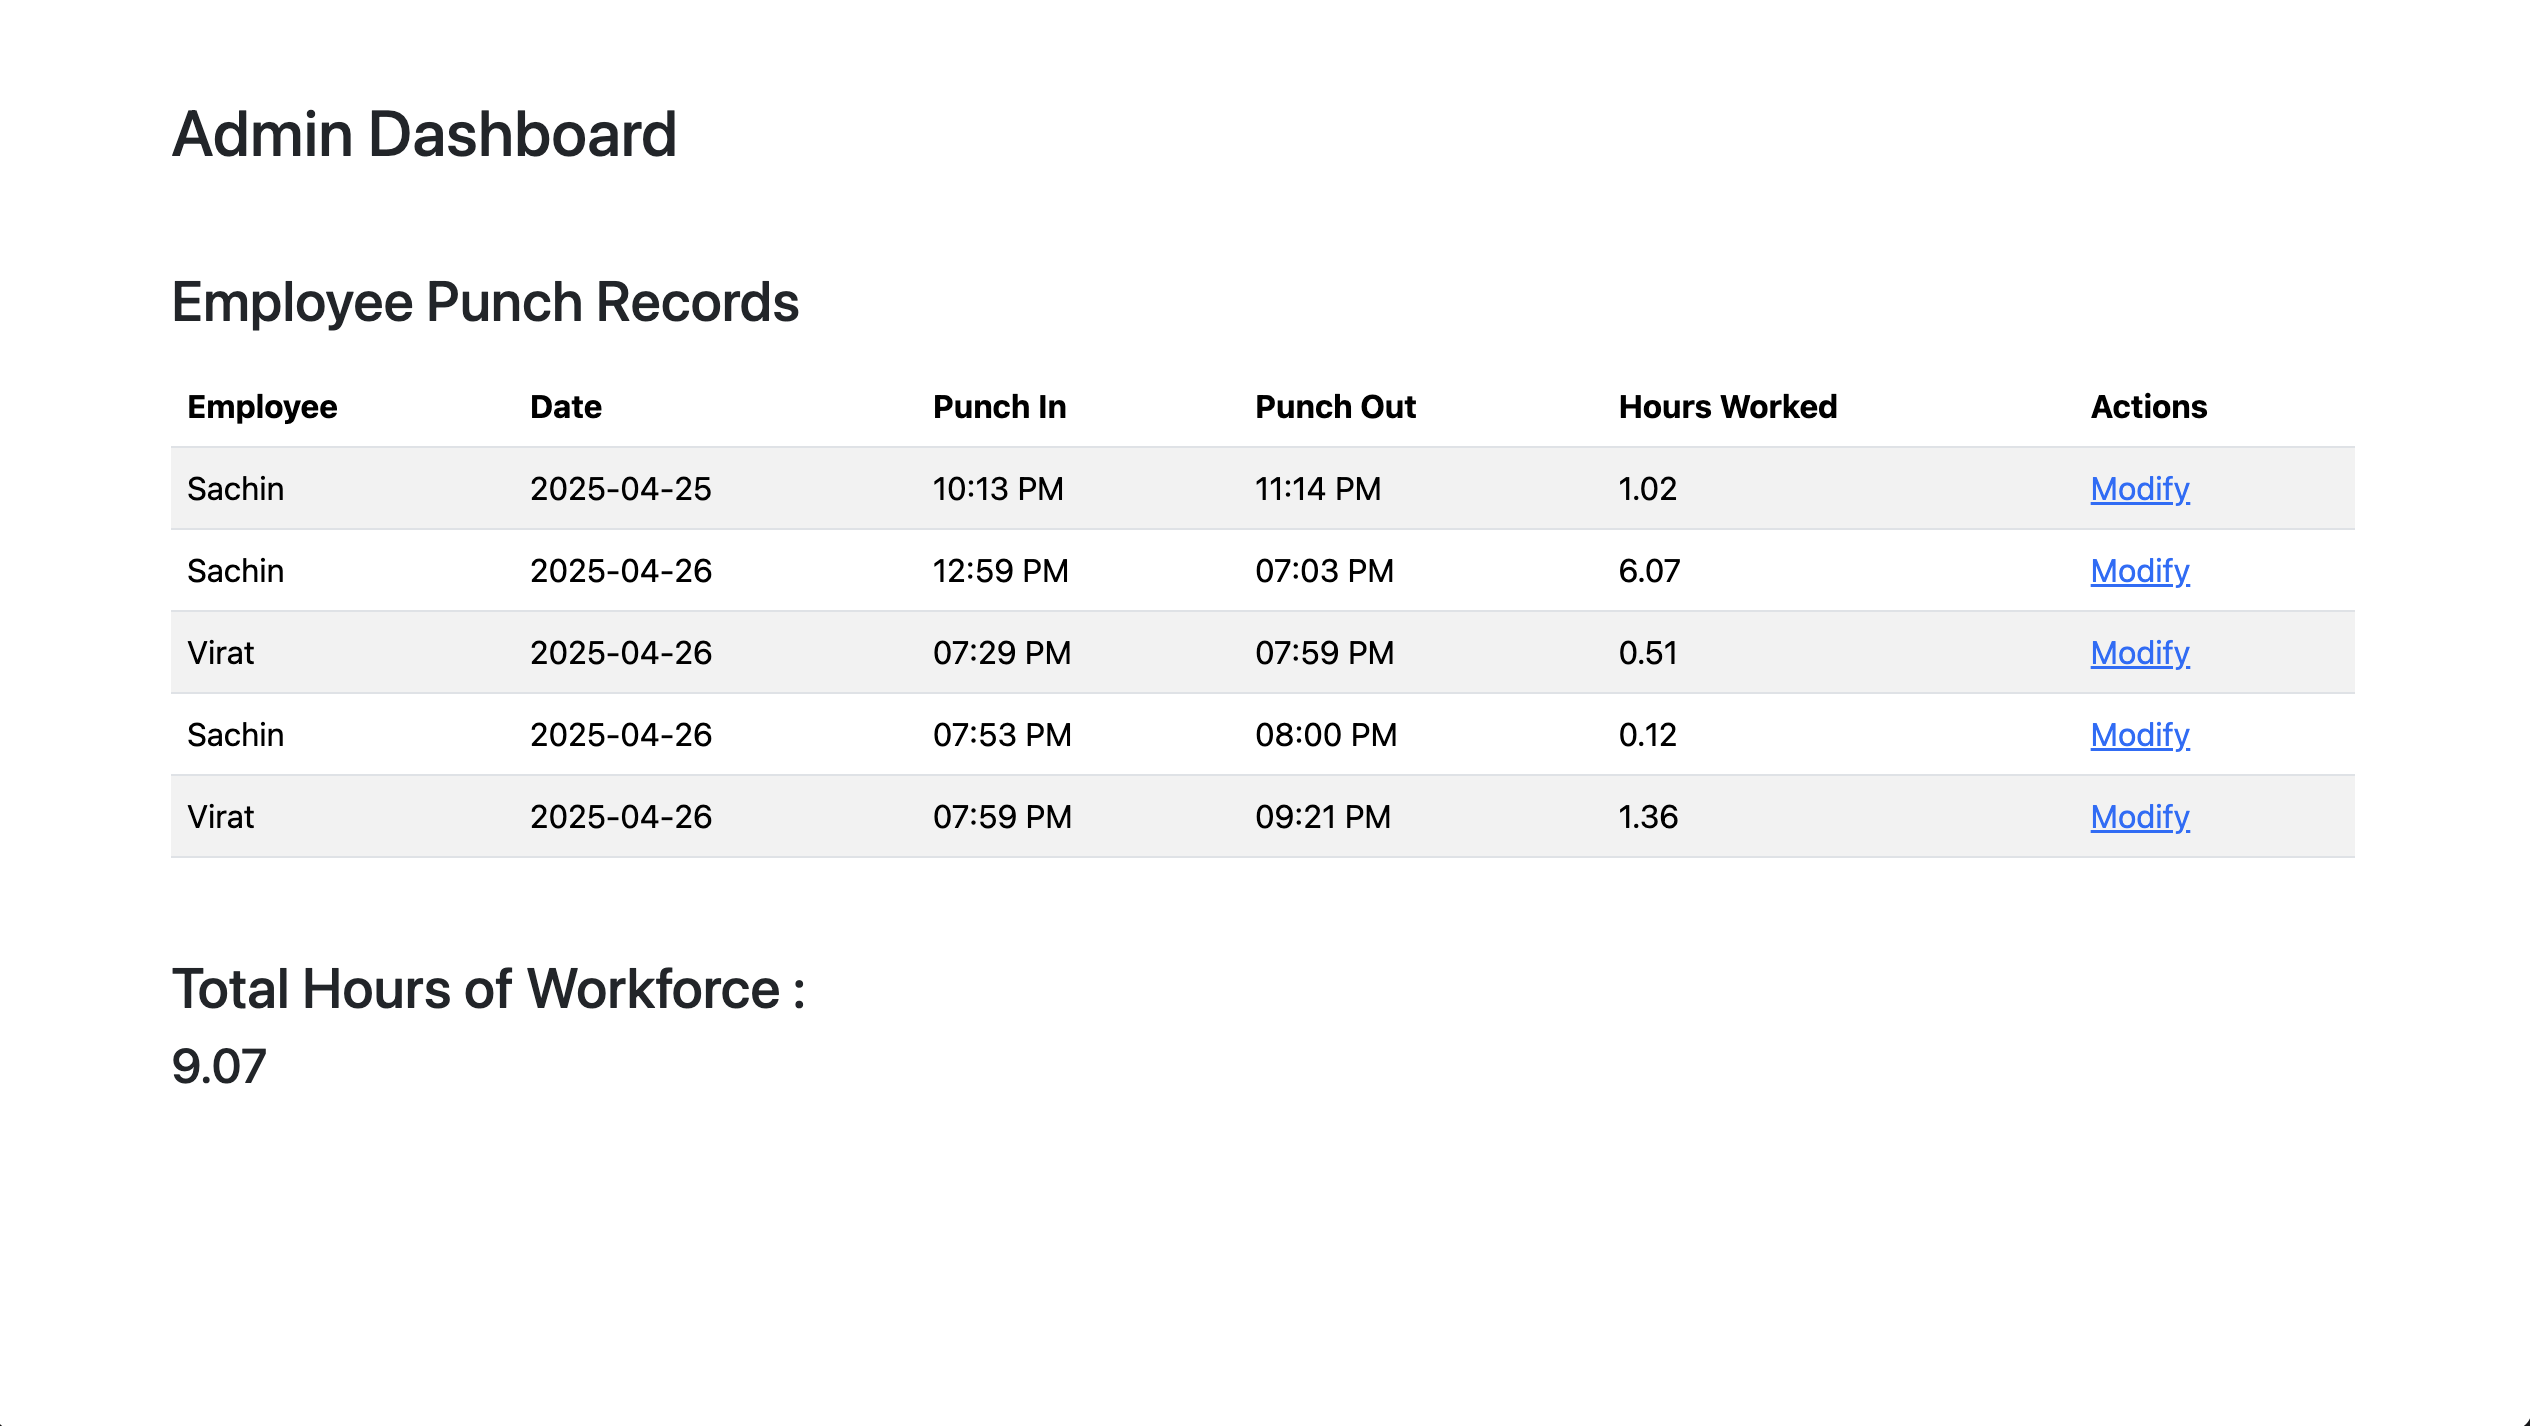 Admin Dashboard
Employee Punch Records
Employee Date Punch In Punch Out Hours Worked Actions
Sachin 2025-04-25 10:13 PM 11:14 PM 1.02 Modify
Sachin 2025-04-26 12:59 PM 07:03 PM 6.07 Modify
Virat 2025-04-26 07:29 PM 07:59 PM 0.51 Modify
Sachin 2025-04-26 07:53 PM 08:00 PM 0.12 Modify
Virat 2025-04-26 07:59 PM 09:21 PM 1.36 Modify
Total Hours of Workforce :
9.07